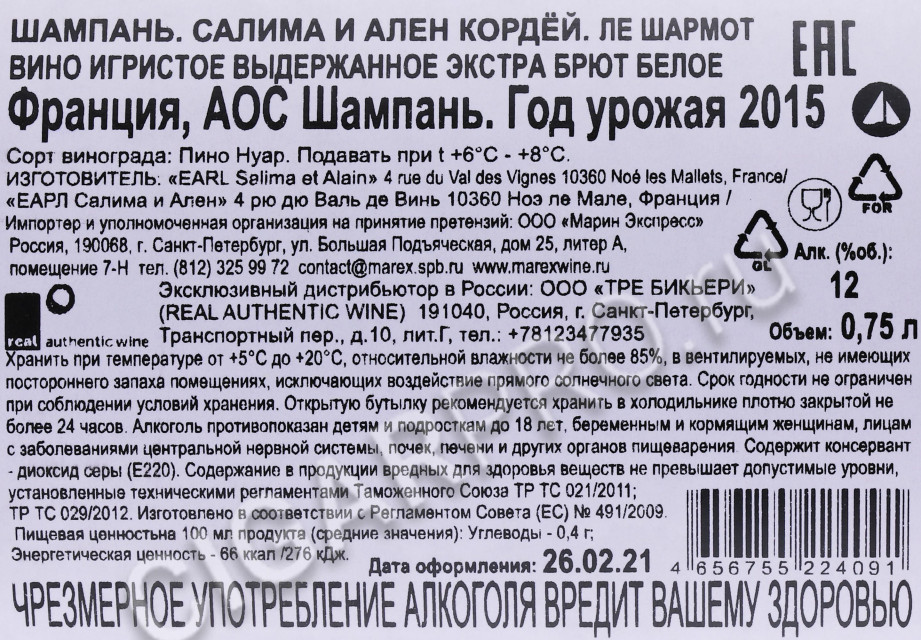 ШАМПАНЬ. САЛИМА И АЛЕН КОРДЁЙ. ЛЕ ШАРМОТ
ВИНО ИГРИСТОЕ ВЫДЕРЖАННОЕ ЭКСТРА БРЮТ БЕЛОЕ
EAC
Франция, АОС Шампань. Год урожая 2015
Сорт винограда: Пино Нуар. Подавать при t +6°C - +8°C.
ИЗГОТОВИТЕЛЬ: «EARL Salima et Alain» 4 rue du Val des Vignes 10360 Noé les Mallets, France/
«ЕАРЛ Салима и Ален» 4 рю дю Валь де Винь 10360 Ноэ ле Мале, Франция /
FOR
Импортер и уполномоченная организация на принятие претензий: ООО «Марин Экспресс»
Россия, 190068, г. Санкт-Петербург, ул. Большая Подъяческая, дом 25, литер А,
помещение 7-Н тел. (812) 325 99 72 contact@marex.spb.ru www.marexwine.ru
GL
Алк. (%об.):
12
Эксклюзивный дистрибьютор в России: ООО «ТРЕ БИКЬЕРИ»
(REAL AUTHENTIC WINE) 191040, Россия, г. Санкт-Петербург,
real authentic wine Транспортный пер., д.10, лит.Г, тел.: +78123477935
Объем: 0,75 л
Хранить при температуре от +5°С до +20°С, относительной влажности не более 85%, в вентилируемых, не имеющих
постороннего запаха помещениях, исключающих воздействие прямого солнечного света. Срок годности не ограничен
при соблюдении условий хранения. Открытую бутылку рекомендуется хранить в холодильнике плотно закрытой не
более 24 часов. Алкоголь противопоказан детям и подросткам до 18 лет, беременным и кормящим женщинам, лицам
с заболеваниями центральной нервной системы, почек, печени и других органов пищеварения. Содержит консервант
- диоксид серы (Е220). Содержание в продукции вредных для здоровья веществ не превышает допустимые уровни,
установленные техническими регламентами Таможенного Союза ТР ТС 021/2011;
ТР ТС 029/2012. Изготовлено в соответствии с Регламентом Совета (ЕС) № 491/2009.
Пищевая ценностьна 100 мл продукта (средние значения): Углеводы - 0,4 г;
Энергетическая ценность - 66 ккал /276 кДж.
Дата оформления: 26.02.21
4 656755 224091
ЧРЕЗМЕРНОЕ УПОТРЕБЛЕНИЕ АЛКОГОЛЯ ВРЕДИТ ВАШЕМУ ЗДОРОВЬЮ
CIGARPRO.ru